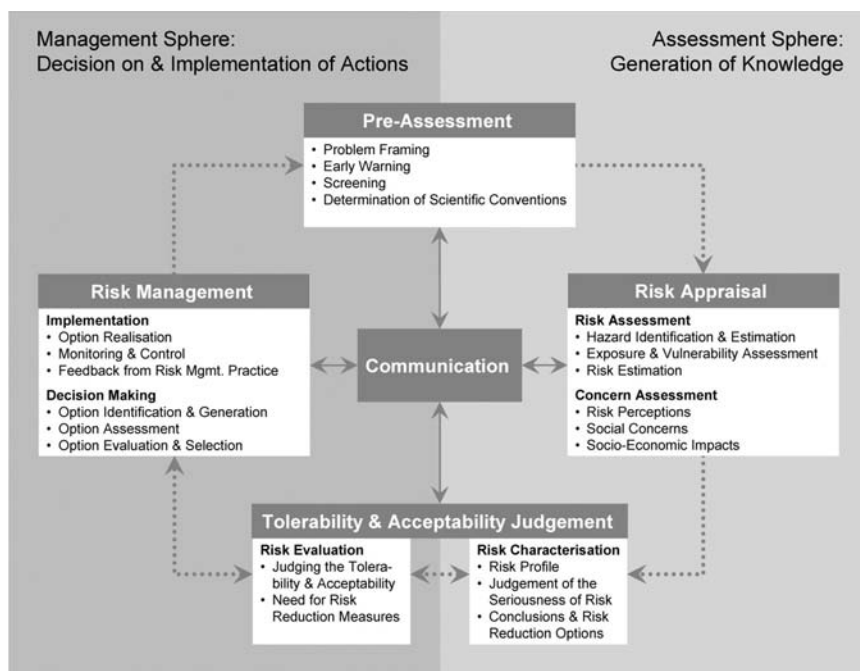 Management Sphere:
Decision on & Implementation of Actions
Assessment Sphere:
Generation of Knowledge
Pre-Assessment
• Problem Framing
• Early Warning
• Screening
• Determination of Scientific Conventions
Risk Management
Implementation
• Option Realisation
• Monitoring & Control
• Feedback from Risk Mgmt. Practice
Decision Making
• Option Identification & Generation
• Option Assessment
• Option Evaluation & Selection
Communication
Risk Appraisal
Risk Assessment
• Hazard Identification & Estimation
• Exposure & Vulnerability Assessment
• Risk Estimation
Concern Assessment
• Risk Perceptions
• Social Concerns
• Socio-Economic Impacts
Tolerability & Acceptability Judgement
Risk Evaluation
• Judging the Tolera-
bility & Acceptability
• Need for Risk
Reduction Measures
Risk Characterisation
• Risk Profile
• Judgement of the
Seriousness of Risk
• Conclusions & Risk
Reduction Options